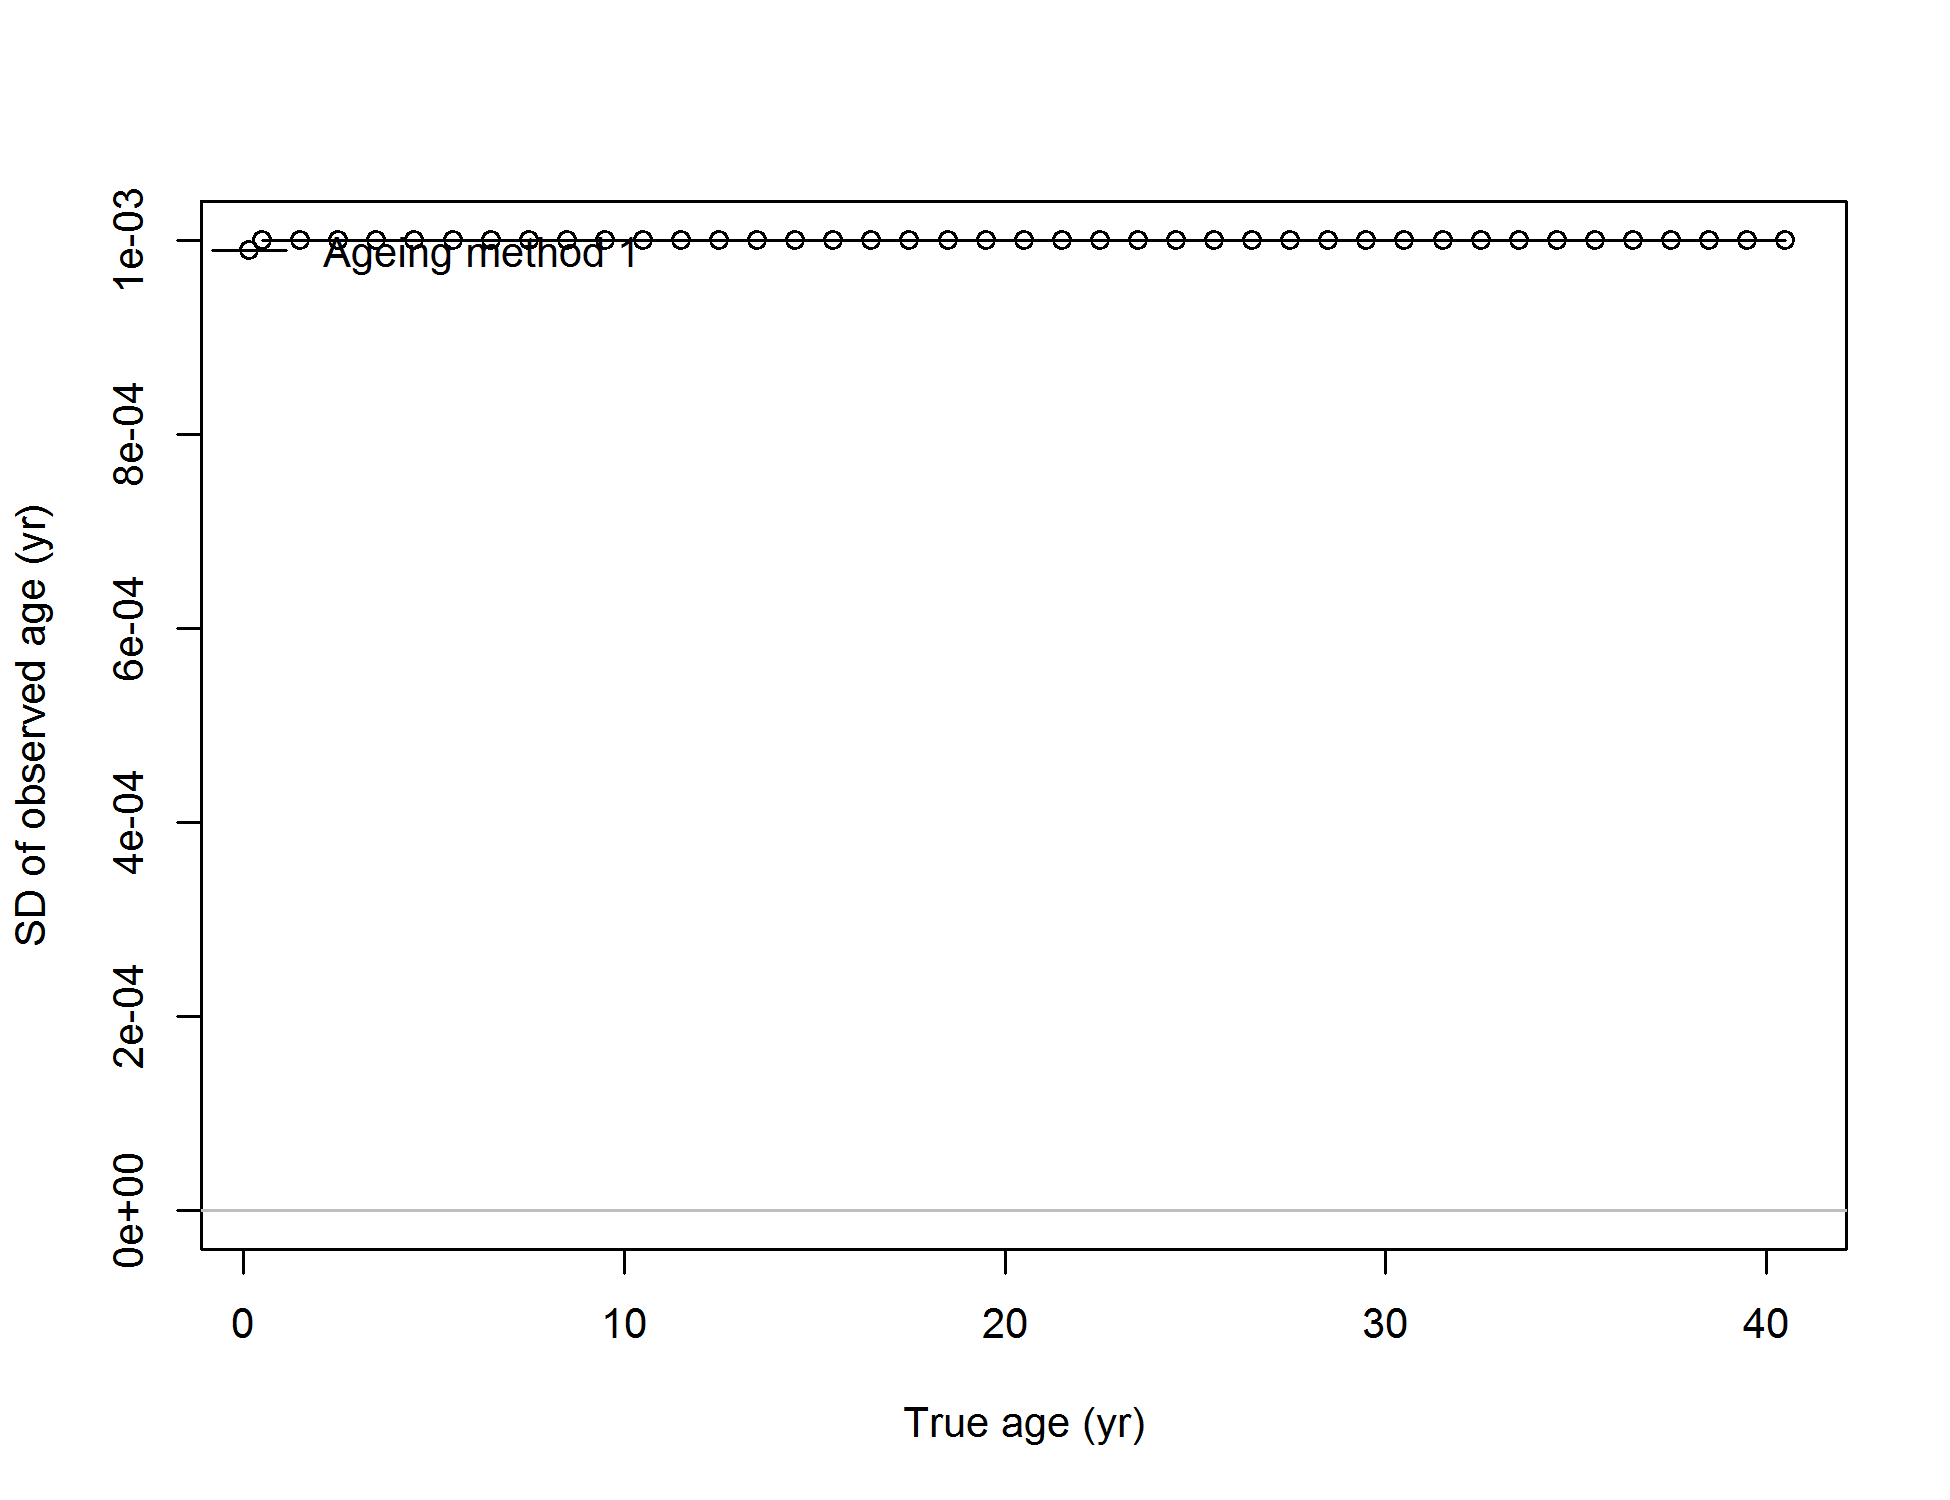 Ageing method 1
SD of observed age (yr)
1e-03
8e-04
6e-04
4e-04
2e-04
0e+00
0
10
20
30
40
True age (yr)